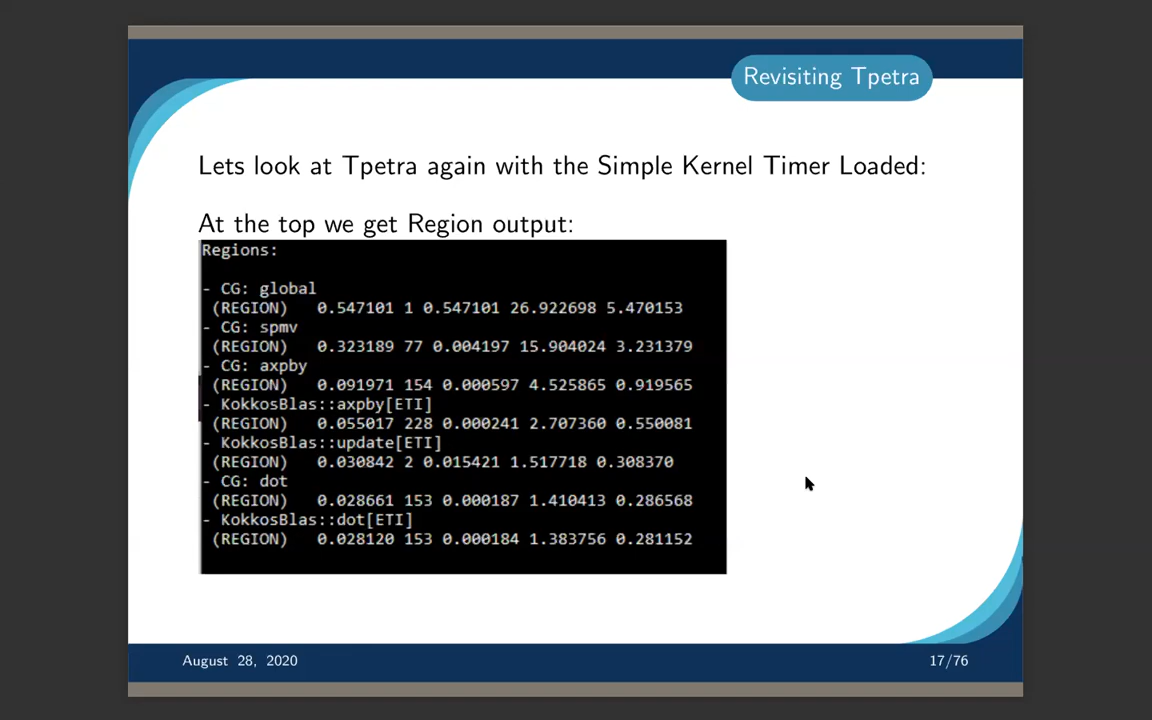 Revisiting Tpetra
Lets look at Tpetra again with the Simple Kernel Timer Loaded:
At the top we get Region output:
Regions:
- CG: global
(REGION) 0.547101 1 0.547101 26.922698 5.470153
- CG: spmv
(REGION) 0.323189 77 0.004197 15.904024 3.231379
- CG: axpby
(REGION) 0.091971 154 0.000597 4.525865 0.919565
- KokkosBlas::axpby[ETI]
(REGION) 0.055017 228 0.000241 2.707360 0.550081
- KokkosBlas::update[ETI]
(REGION) 0.030842 2 0.015421 1.517718 0.308370
- CG: dot
(REGION) 0.028661 153 0.000187 1.410413 0.286568
- KokkosBlas::dot[ETI]
(REGION) 0.028120 153 0.000184 1.383756 0.281152
August 28, 2020
17/76